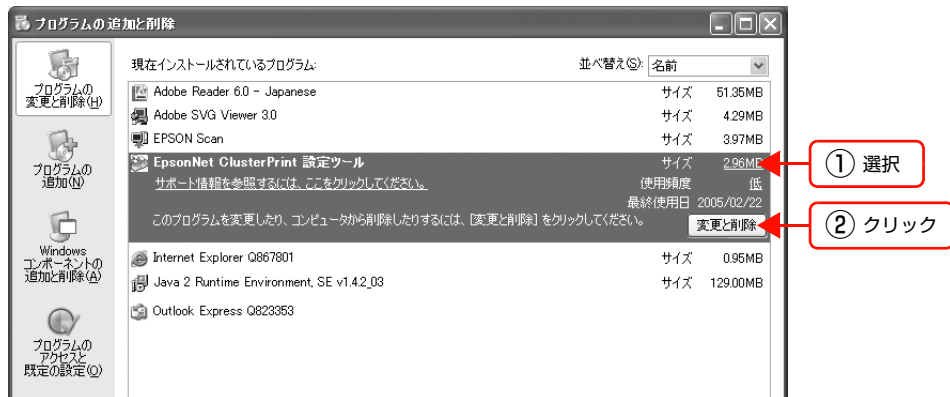 プログラムの追加と削除
プログラムの
変更と削除(H)
プログラムの
追加(N)
Windows
コンポーネントの
追加と削除(A)
プログラムの
アクセスと
既定の設定(O)
現在インストールされているプログラム:
並べ替え(S): 名前
Adobe Reader 6.0 - Japanese サイズ 51.35MB
Adobe SVG Viewer 3.0 サイズ 4.29MB
EPSON Scan サイズ 3.97MB
EpsonNet ClusterPrint 設定ツール サイズ 2.96MB
サポート情報を参照するには、ここをクリックしてください。 使用頻度 低
最終使用日 2005/02/22
このプログラムを変更したり、コンピュータから削除したりするには、[変更と削除] をクリックしてください。 変更と削除
Internet Explorer Q867801 サイズ 0.95MB
Java 2 Runtime Environment, SE v1.4.2_03 サイズ 129.00MB
Outlook Express Q823353
① 選択
② クリック